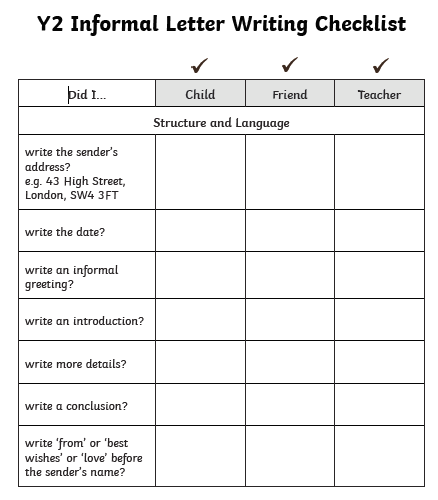 Y2 Informal Letter Writing Checklist
Did I... Child Friend Teacher
Structure and Language
write the sender's
address?
e.g. 43 High Street,
London, SW4 3FT
write the date?
write an informal
greeting?
write an introduction?
write more details?
write a conclusion?
write ‘from’ or ‘best
wishes’ or ‘love’ before
the sender's name?